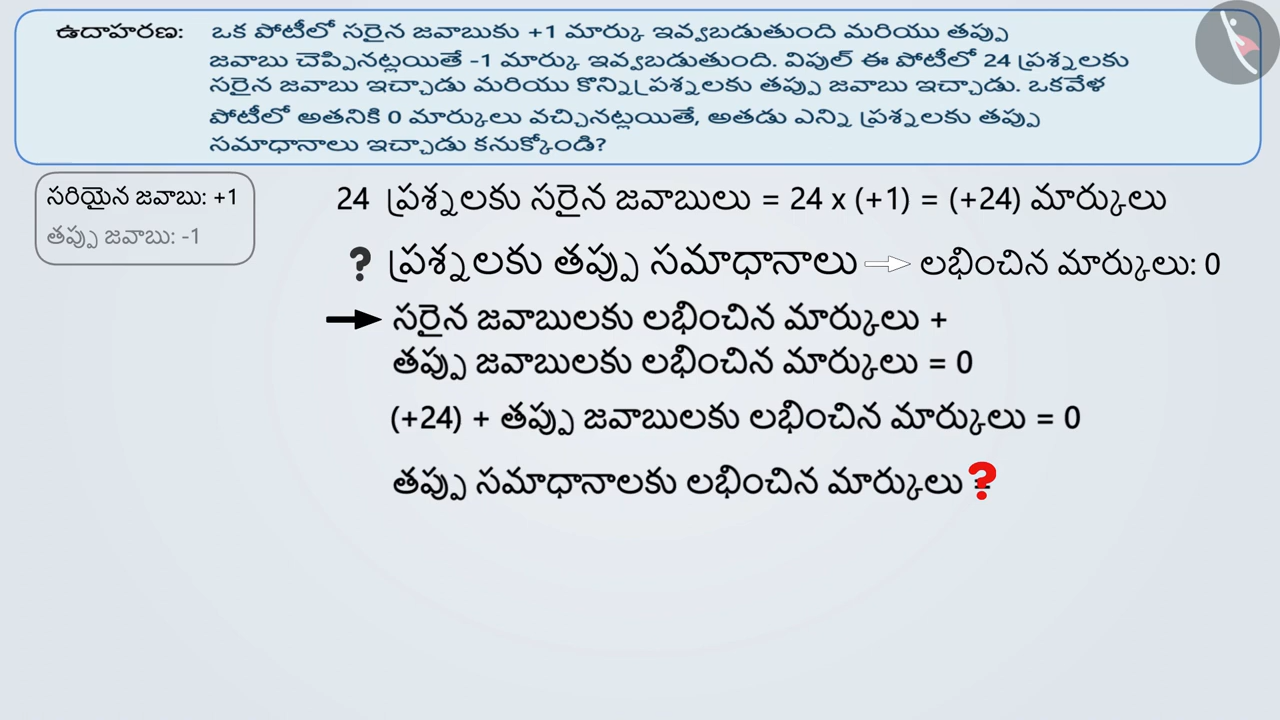 ఉదాహరణ: ఒక పోటీలో సరైన జవాబుకు +1 మార్కు ఇవ్వబడుతుంది మరియు తప్పు
జవాబు చెప్పినట్లయితే -1 మార్కు ఇవ్వబడుతుంది. విపుల్ ఈ పోటీలో 24 ప్రశ్నలకు
సరైన జవాబు ఇచ్చాడు మరియు కొన్ని ప్రశ్నలకు తప్పు జవాబు ఇచ్చాడు. ఒకవేళ
పోటీలో అతనికి 0 మార్కులు వచ్చినట్లయితే, అతడు ఎన్ని ప్రశ్నలకు తప్పు
సమాధానాలు ఇచ్చాడు కనుక్కోండి?
సరియైన జవాబు: +1
తప్పు జవాబు: -1
24 ప్రశ్నలకు సరైన జవాబులు = 24 x (+1) = (+24) మార్కులు
? ప్రశ్నలకు తప్పు సమాధానాలు → లభించిన మార్కులు: 0
→ సరైన జవాబులకు లభించిన మార్కులు +
తప్పు జవాబులకు లభించిన మార్కులు = 0
(+24) + తప్పు జవాబులకు లభించిన మార్కులు = 0
తప్పు సమాధానాలకు లభించిన మార్కులు = ?